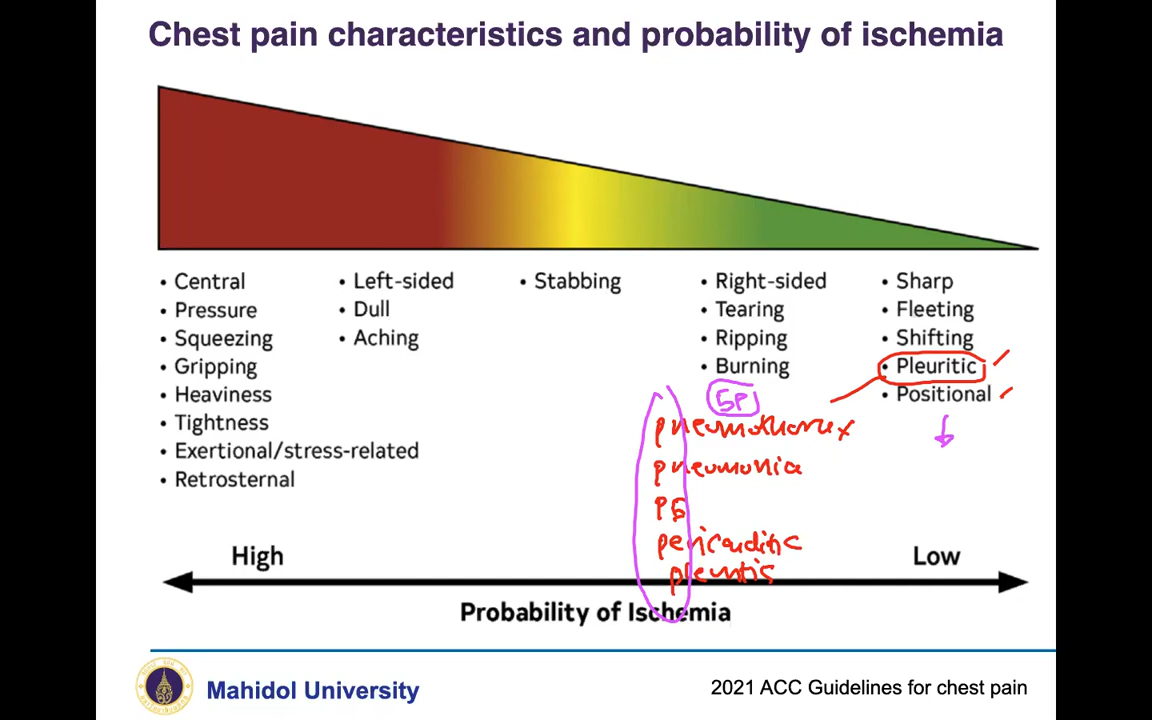 Chest pain characteristics and probability of ischemia
• Central
• Pressure
• Squeezing
• Gripping
• Heaviness
• Tightness
• Exertional/stress-related
• Retrosternal
• Left-sided
• Dull
• Aching
• Stabbing
• Right-sided
• Tearing
• Ripping
• Burning
• Sharp
• Fleeting
• Shifting
• Pleuritic
• Positional
5P
pneumothorax
pneumonia
PE
pericarditis
pleuritis
High
Low
Probability of Ischemia
Mahidol University
2021 ACC Guidelines for chest pain